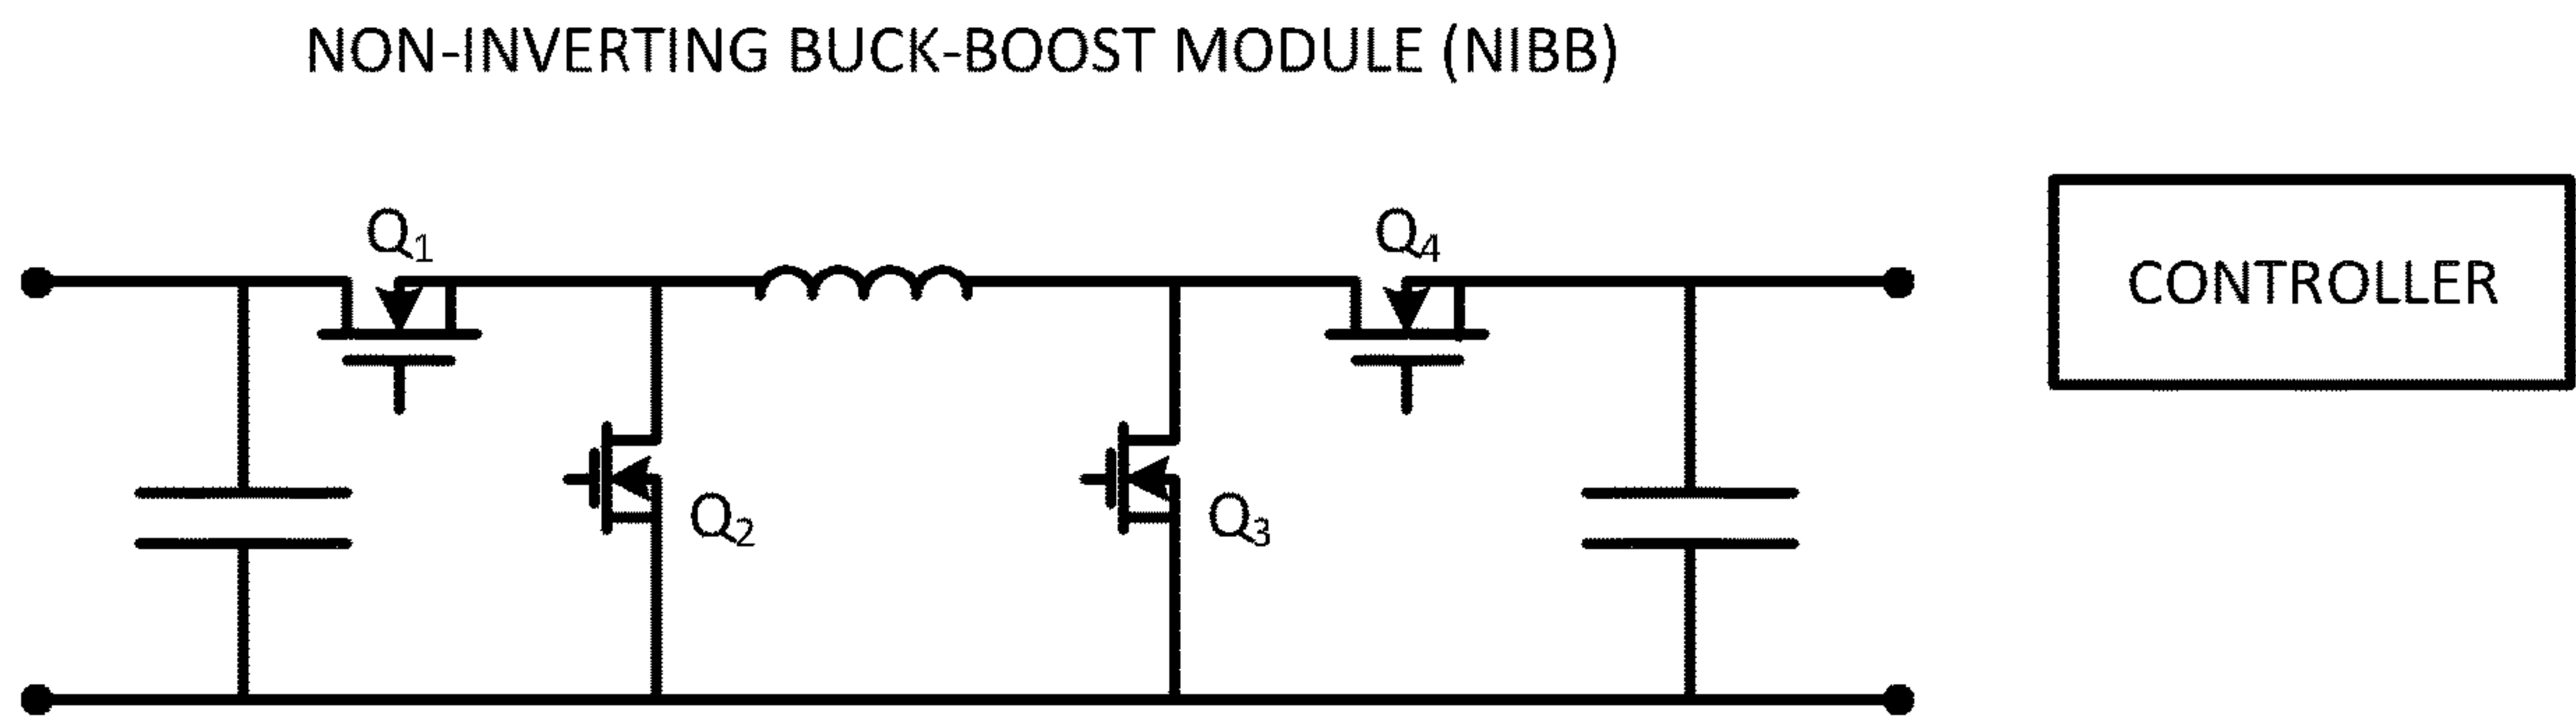 NON-INVERTING BUCK-BOOST MODULE (NIBB)
Q1
Q4
CONTROLLER
Q2
Q3